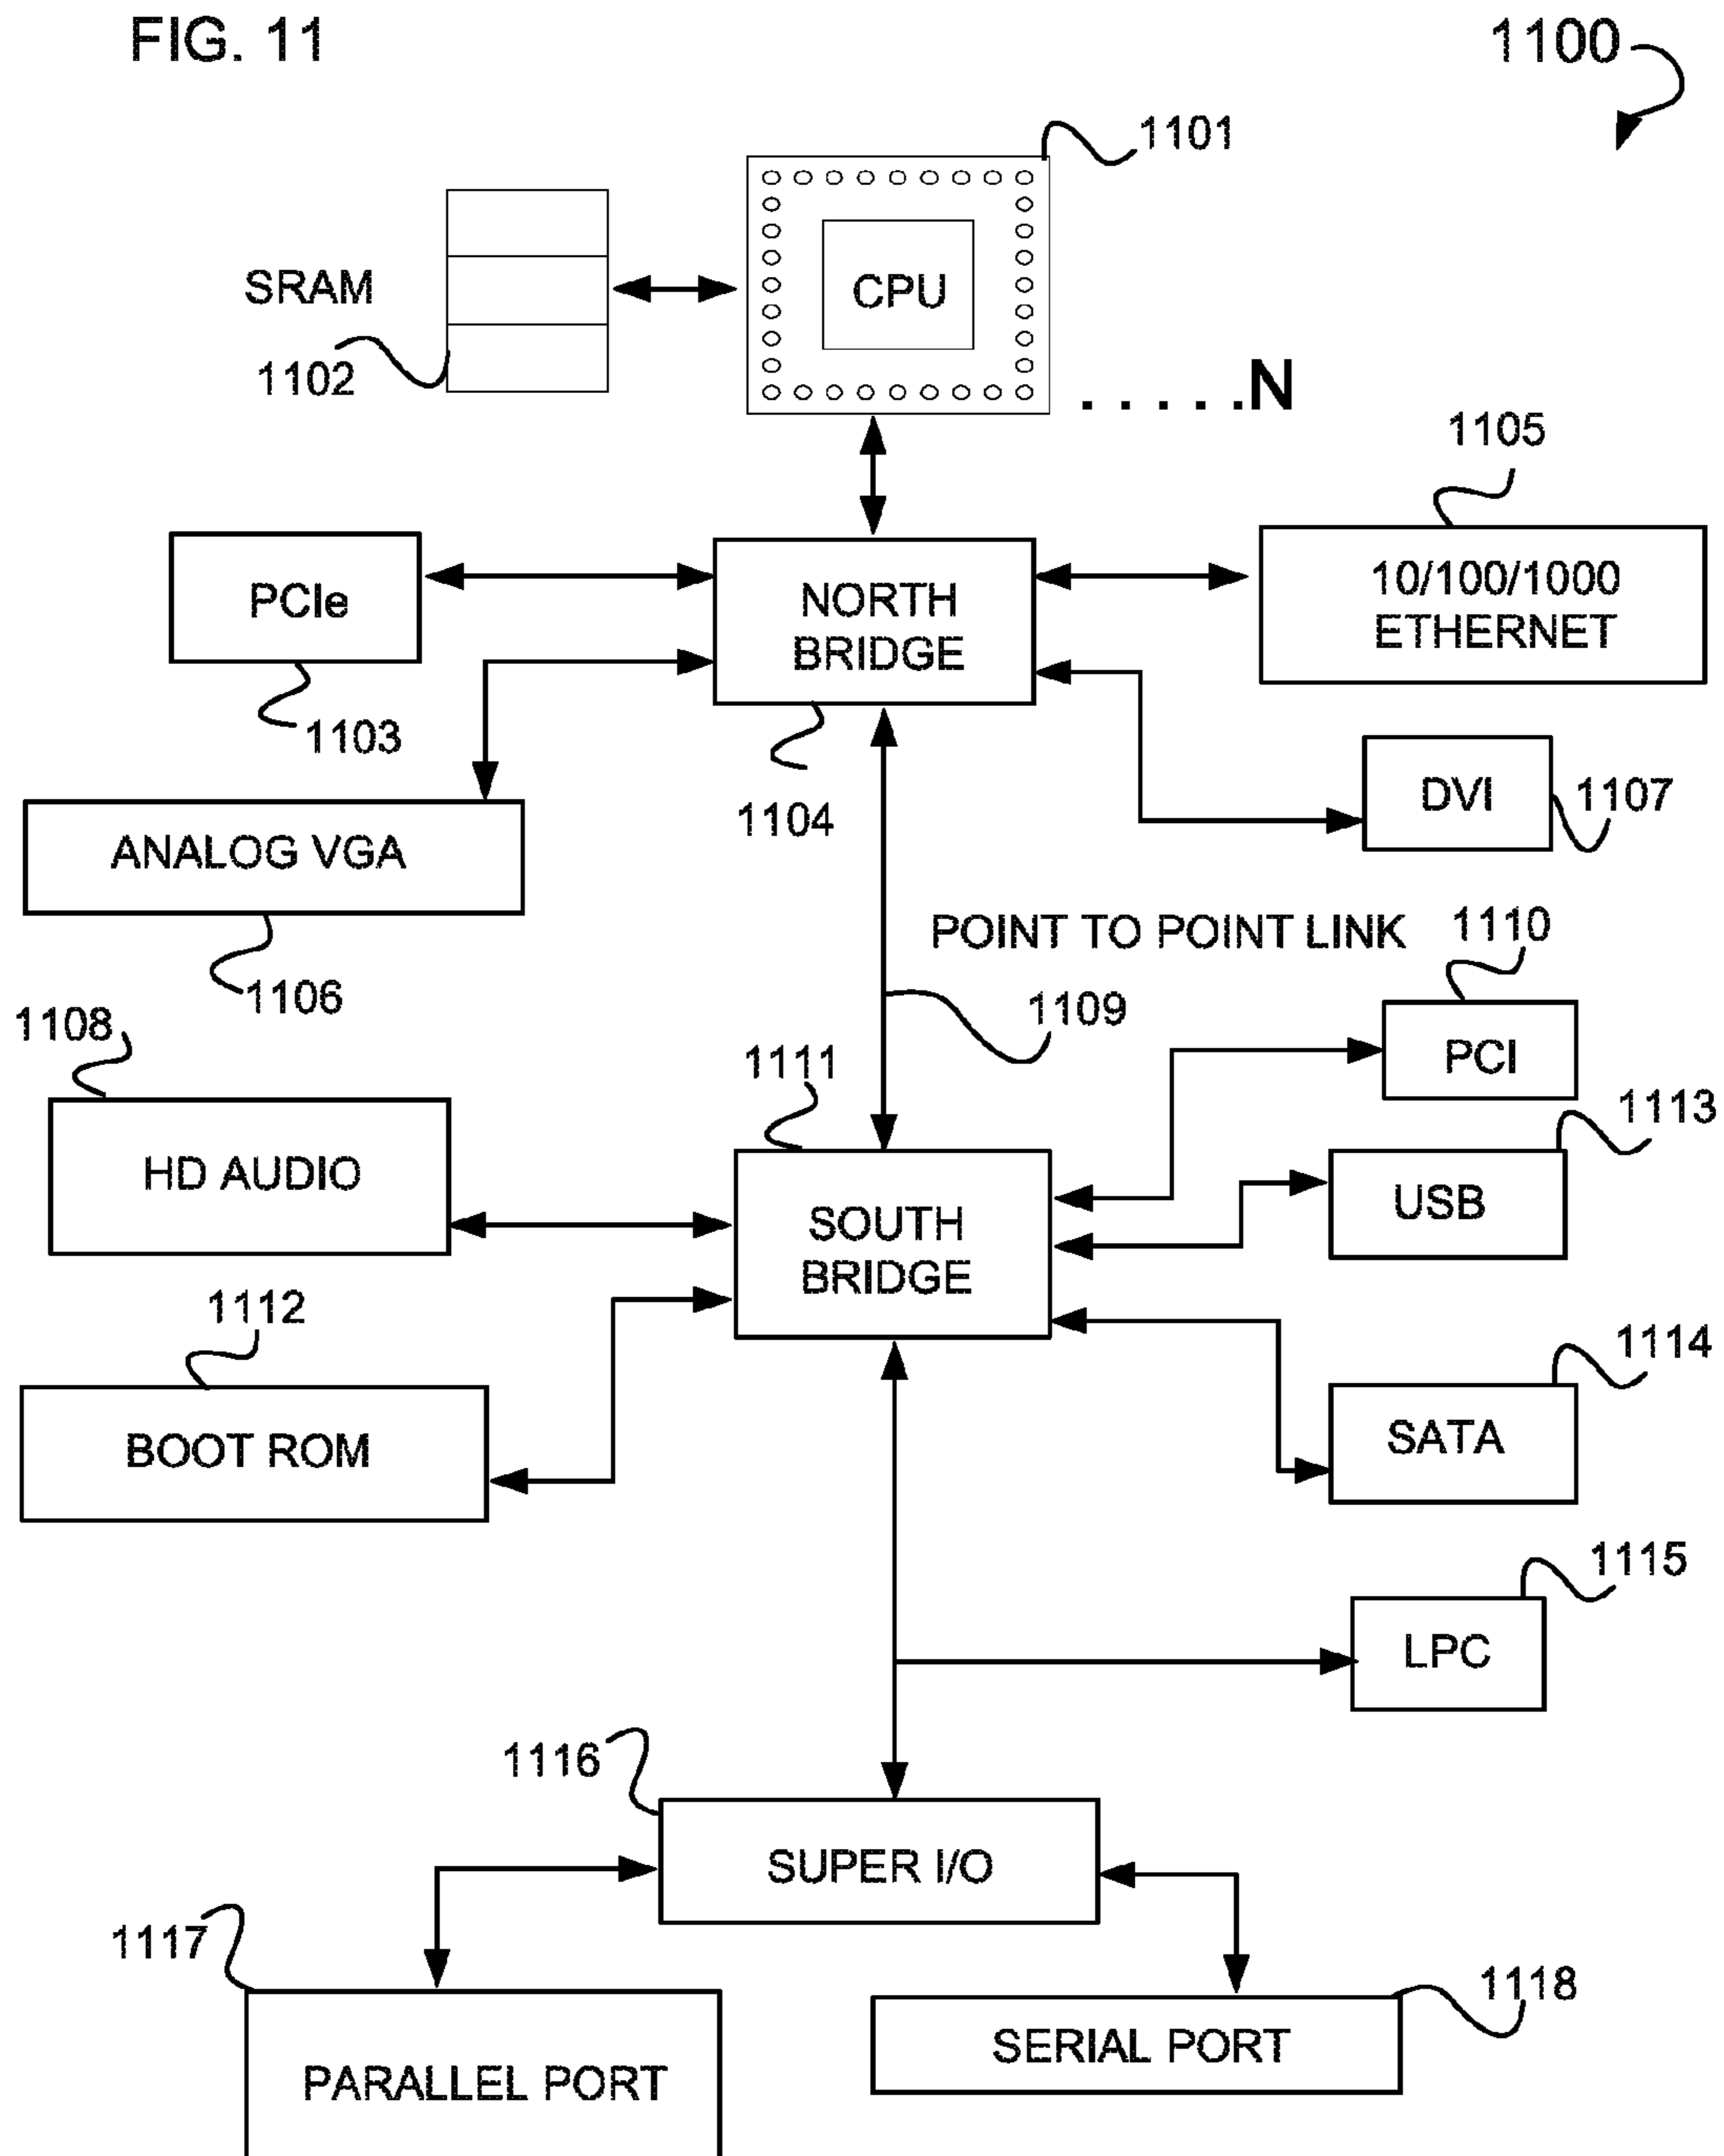 FIG. 11
1100
1101
SRAM
CPU
1102
. . . . .N
1105
PCIe
NORTH
BRIDGE
10/100/1000
ETHERNET
1103
1104
DVI
1107
ANALOG VGA
1106
POINT TO POINT LINK
1110
1108
1109
1111
PCI
1113
HD AUDIO
SOUTH
BRIDGE
USB
1112
1114
BOOT ROM
SATA
1115
LPC
1116
SUPER I/O
1117
1118
PARALLEL PORT
SERIAL PORT